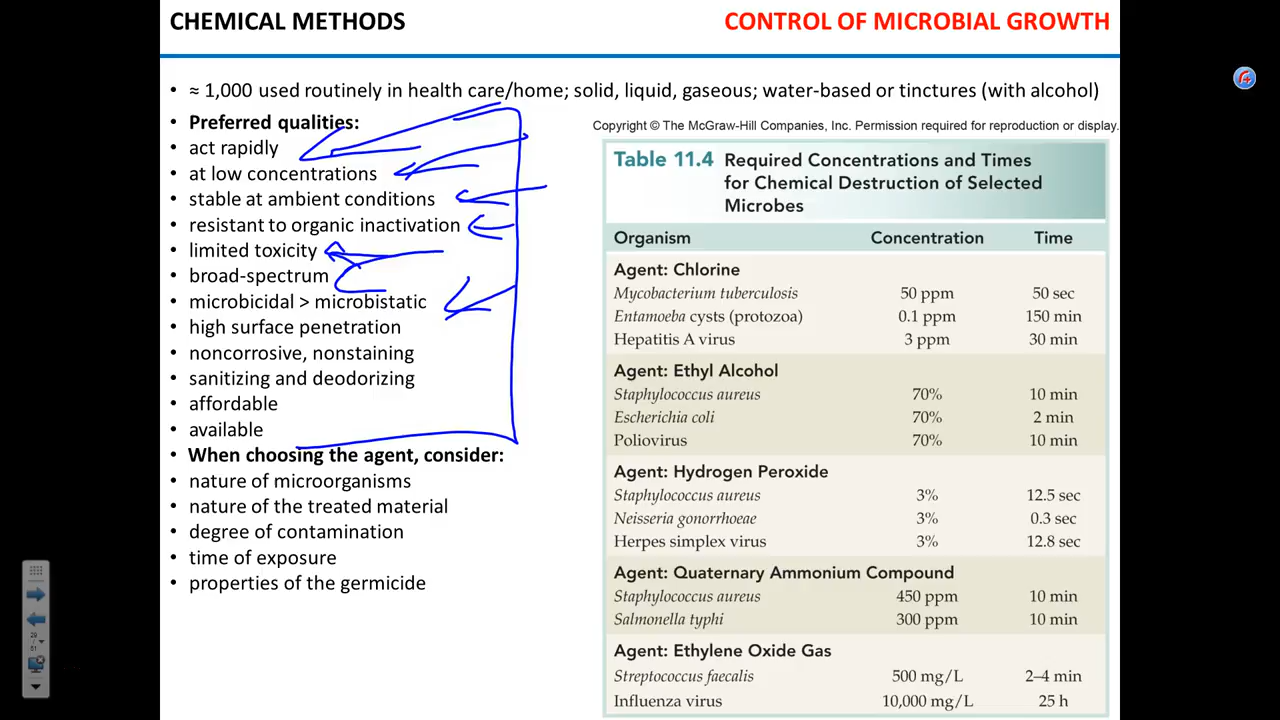 CHEMICAL METHODS
CONTROL OF MICROBIAL GROWTH
• ≈ 1,000 used routinely in health care/home; solid, liquid, gaseous; water-based or tinctures (with alcohol)
• Preferred qualities:
• act rapidly
• at low concentrations
• stable at ambient conditions
• resistant to organic inactivation
• limited toxicity
• broad-spectrum
• microbicidal > microbistatic
• high surface penetration
• noncorrosive, nonstaining
• sanitizing and deodorizing
• affordable
• available
• When choosing the agent, consider:
• nature of microorganisms
• nature of the treated material
• degree of contamination
• time of exposure
• properties of the germicide
Copyright © The McGraw-Hill Companies, Inc. Permission required for reproduction or display.
Table 11.4 Required Concentrations and Times
for Chemical Destruction of Selected
Microbes
Organism Concentration Time
Agent: Chlorine
Mycobacterium tuberculosis 50 ppm 50 sec
Entamoeba cysts (protozoa) 0.1 ppm 150 min
Hepatitis A virus 3 ppm 30 min
Agent: Ethyl Alcohol
Staphylococcus aureus 70% 10 min
Escherichia coli 70% 2 min
Poliovirus 70% 10 min
Agent: Hydrogen Peroxide
Staphylococcus aureus 3% 12.5 sec
Neisseria gonorrhoeae 3% 0.3 sec
Herpes simplex virus 3% 12.8 sec
Agent: Quaternary Ammonium Compound
Staphylococcus aureus 450 ppm 10 min
Salmonella typhi 300 ppm 10 min
Agent: Ethylene Oxide Gas
Streptococcus faecalis 500 mg/L 2–4 min
Influenza virus 10,000 mg/L 25 h